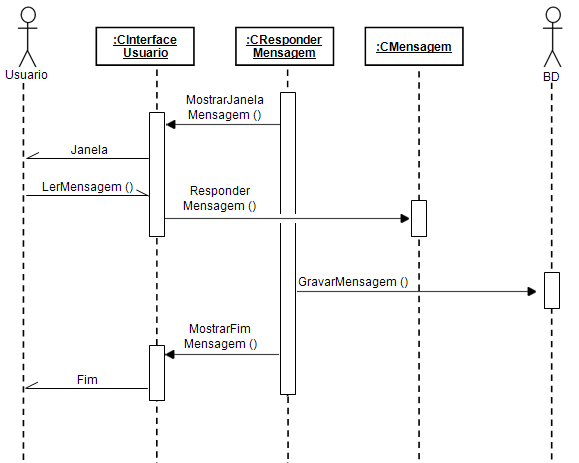 :CInterface
Usuario
:CResponder
Mensagem
:CMensagem
Usuario
BD
MostrarJanela
Mensagem ()
Janela
LerMensagem ()
Responder
Mensagem ()
GravarMensagem ()
MostrarFim
Mensagem ()
Fim